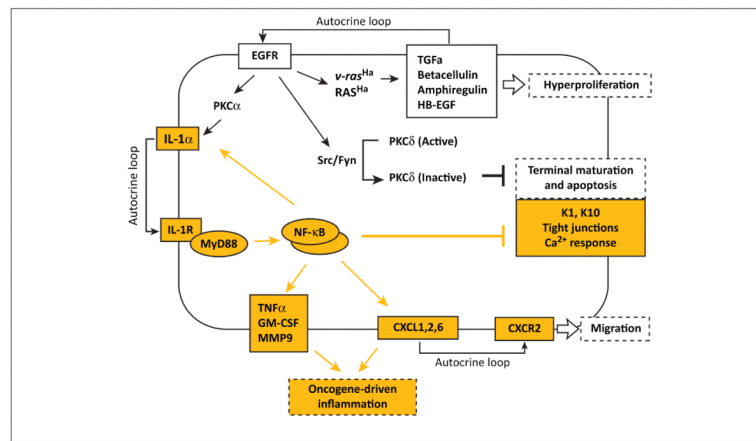 Autocrine loop
EGFR
v-rasHa
RASHa
TGFa
Betacellulin
Amphiregulin
HB-EGF
Hyperproliferation
PKCα
IL-1α
Src/Fyn
PKCδ (Active)
PKCδ (Inactive)
Terminal maturation
and apoptosis
Autocrine loop
K1, K10
Tight junctions
Ca2+ response
IL-1R
MyD88
NF-κB
TNFα
GM-CSF
MMP9
CXCL1,2,6
CXCR2
Migration
Autocrine loop
Oncogene-driven
inflammation